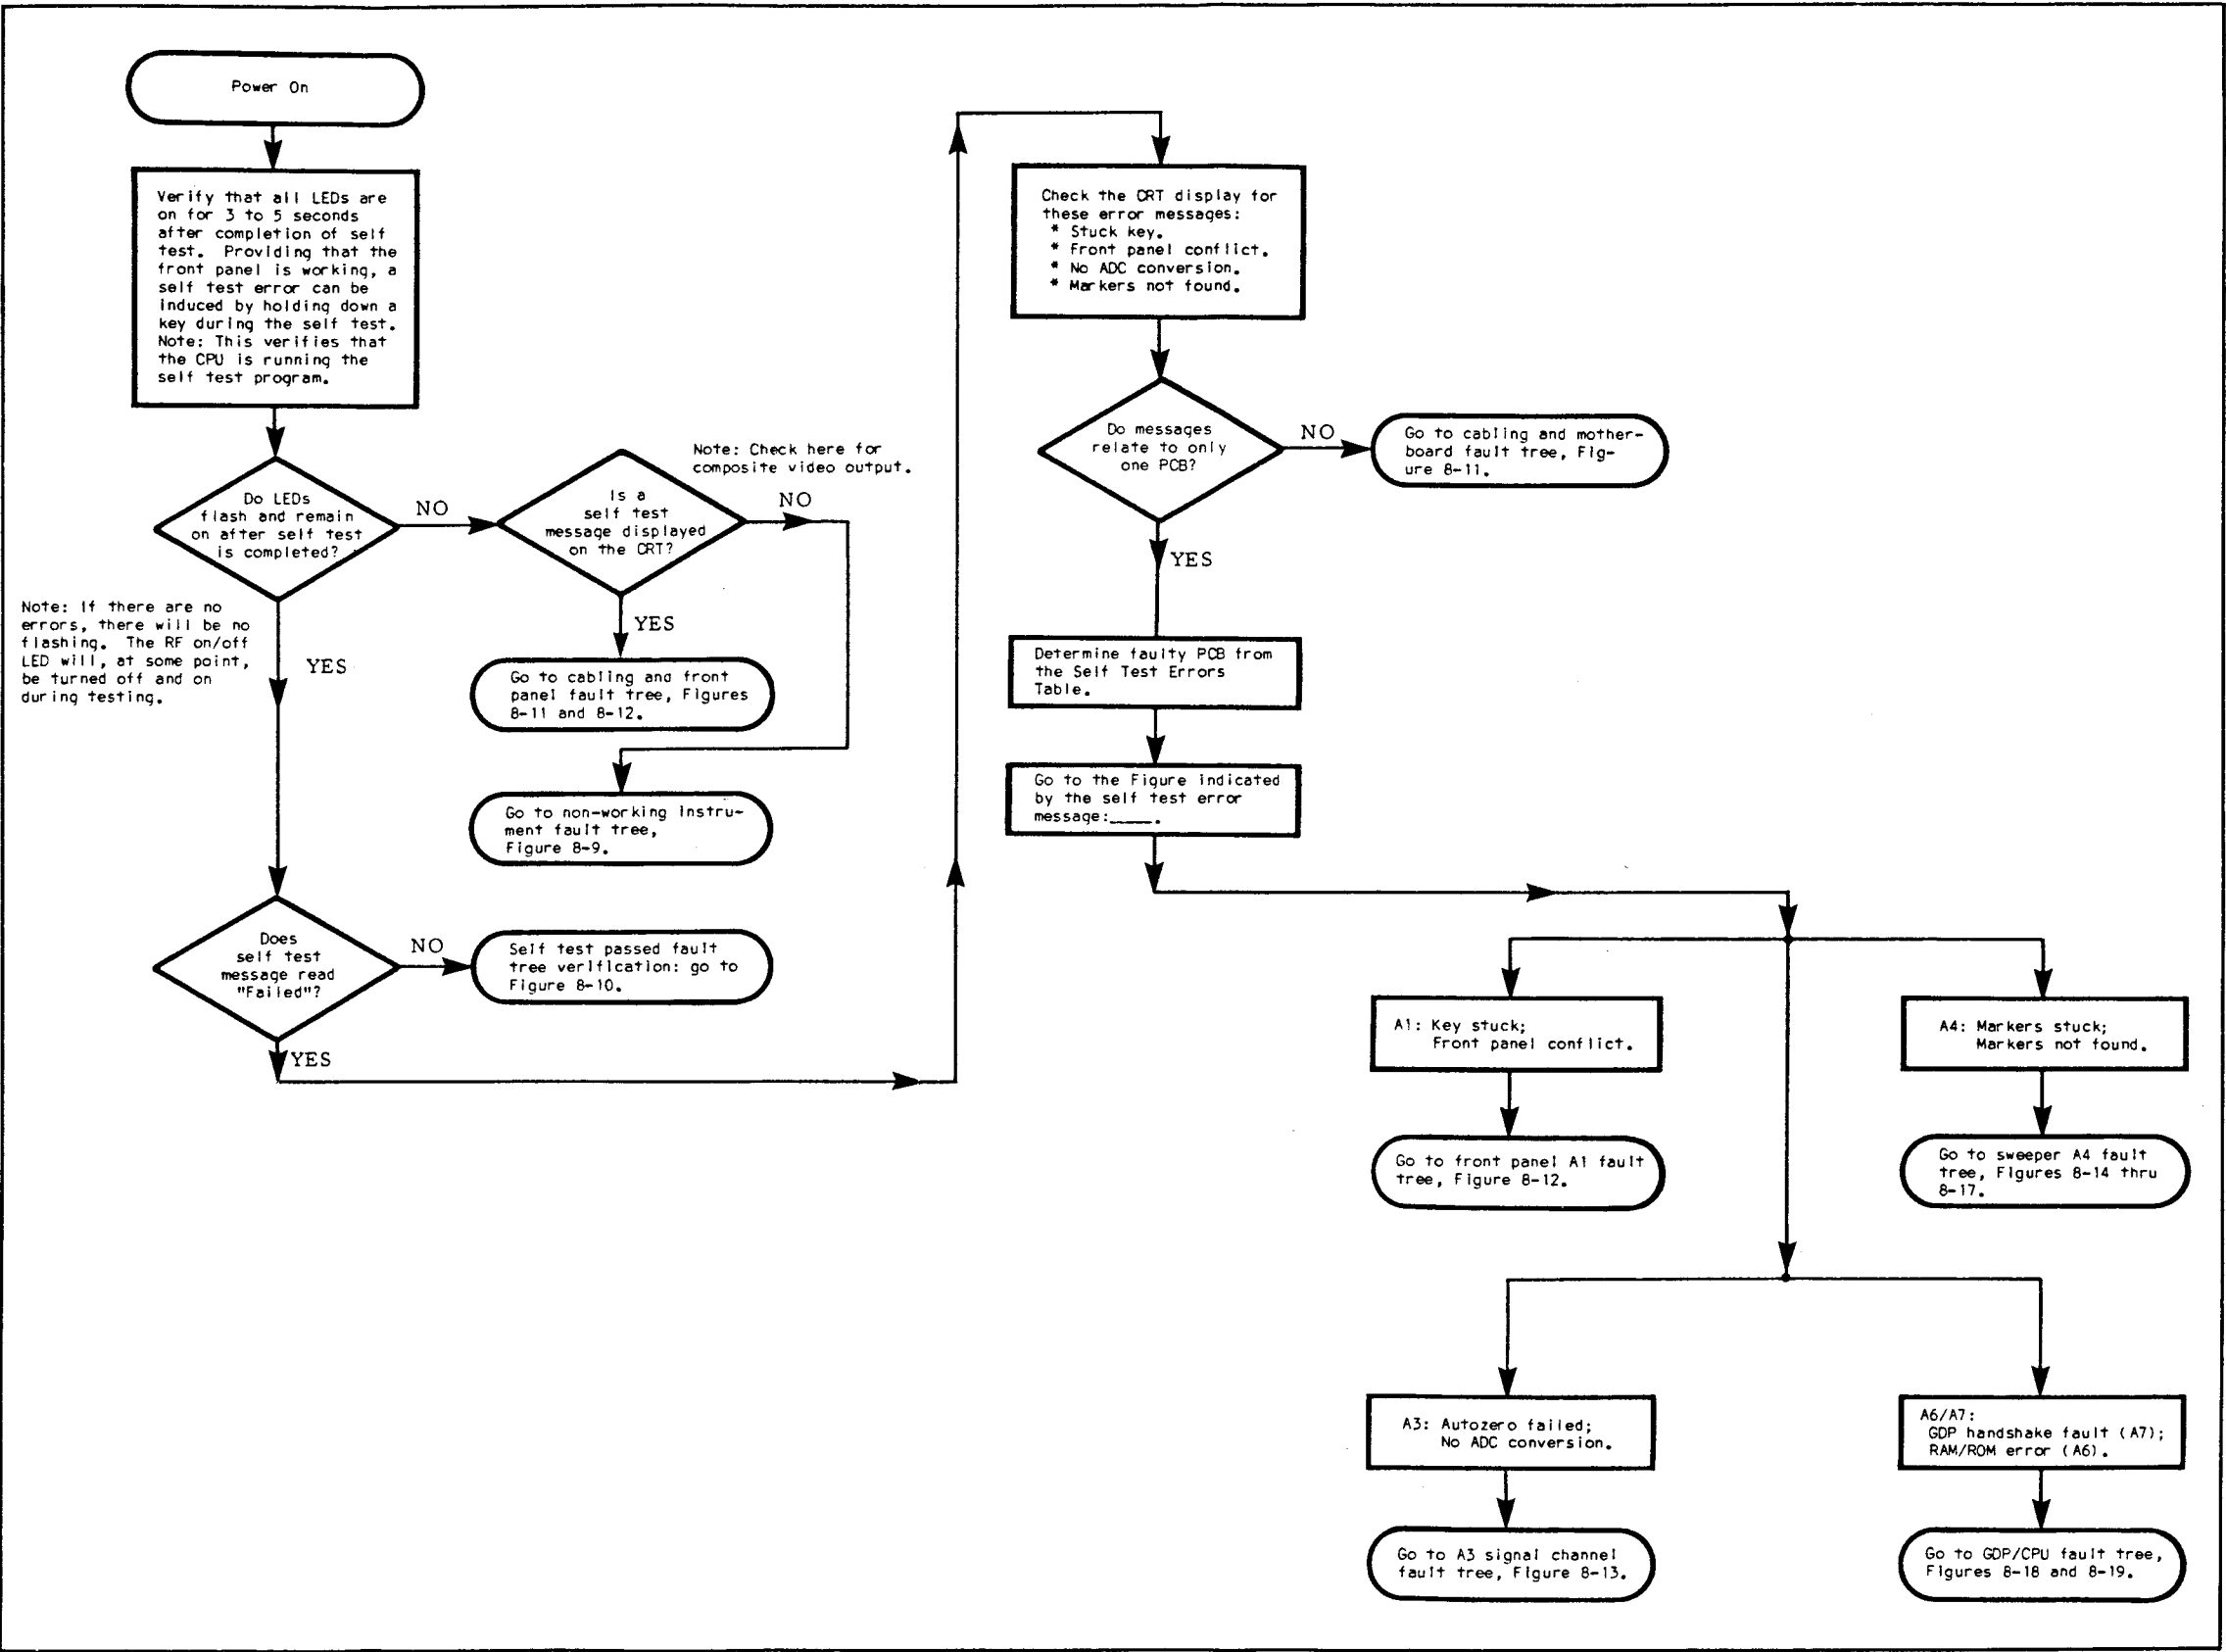 Power On
Verify that all LEDs are
on for 3 to 5 seconds
after completion of self
test. Providing that the
front panel is working, a
self test error can be
induced by holding down a
key during the self test.
Note: This verifies that
the CPU is running the
self test program.
Do LEDs
flash and remain
on after self test
is completed?
NO
Note: If there are no
errors, there will be no
flashing. The RF on/off
LED will, at some point,
be turned off and on
during testing.
YES
Note: Check here for
composite video output.
Is a
self test
message displayed
on the CRT?
NO
YES
Go to cabling and front
panel fault tree, Figures
8-11 and 8-12.
Go to non-working instru-
ment fault tree,
Figure 8-9.
Does
self test
message read
"Failed"?
NO
Self test passed fault
tree verification: go to
Figure 8-10.
YES
Check the CRT display for
these error messages:
* Stuck key.
* Front panel conflict.
* No ADC conversion.
* Markers not found.
Do messages
relate to only
one PCB?
NO
Go to cabling and mother-
board fault tree, Fig-
ure 8-11.
YES
Determine faulty PCB from
the Self Test Errors
Table.
Go to the Figure indicated
by the self test error
message:____.
A1: Key stuck;
Front panel conflict.
Go to front panel A1 fault
tree, Figure 8-12.
A4: Markers stuck;
Markers not found.
Go to sweeper A4 fault
tree, Figures 8-14 thru
8-17.
A3: Autozero failed;
No ADC conversion.
Go to A3 signal channel
fault tree, Figure 8-13.
A6/A7:
GDP handshake fault (A7);
RAM/ROM error (A6).
Go to GDP/CPU fault tree,
Figures 8-18 and 8-19.